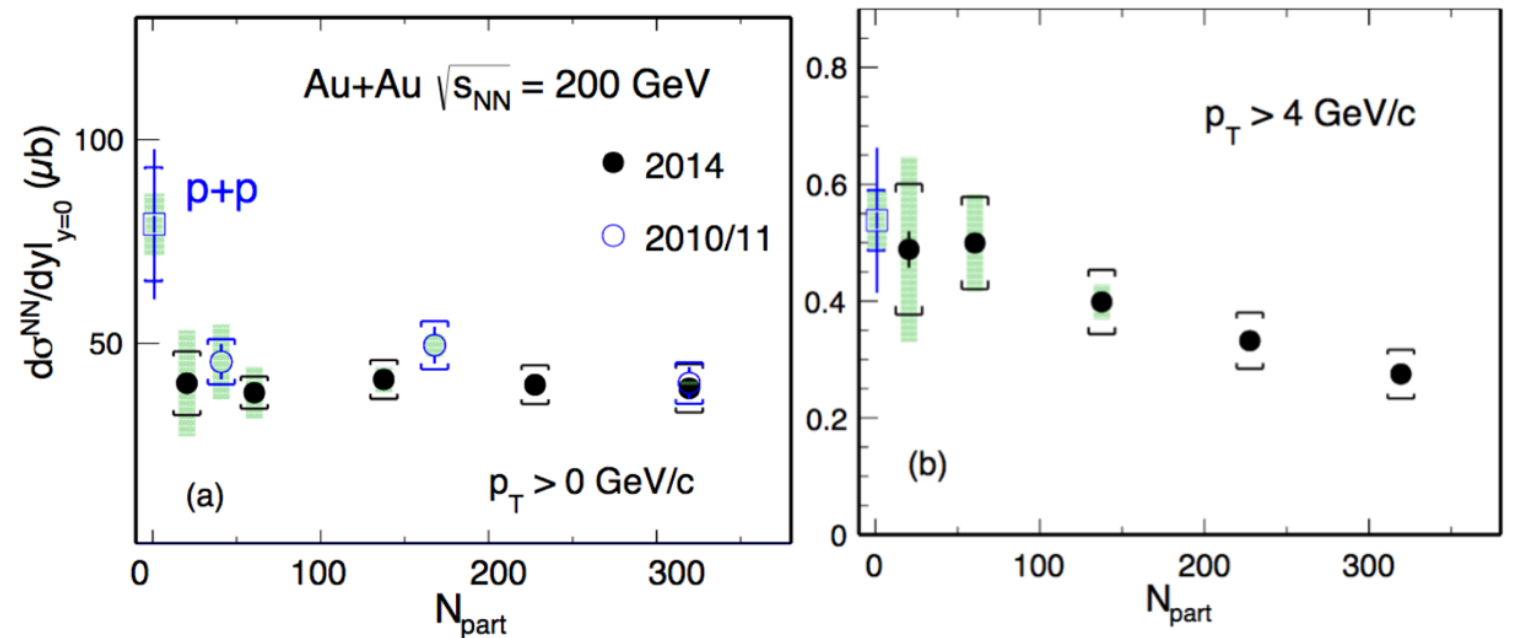 Au+Au √s_NN = 200 GeV
p+p
2014
2010/11
dσ^NN/dy|_y=0 (μb)
100
50
(a)
p_T > 0 GeV/c
0 100 200 300
N_part
p_T > 4 GeV/c
0.8
0.6
0.4
0.2
0
(b)
0 100 200 300
N_part